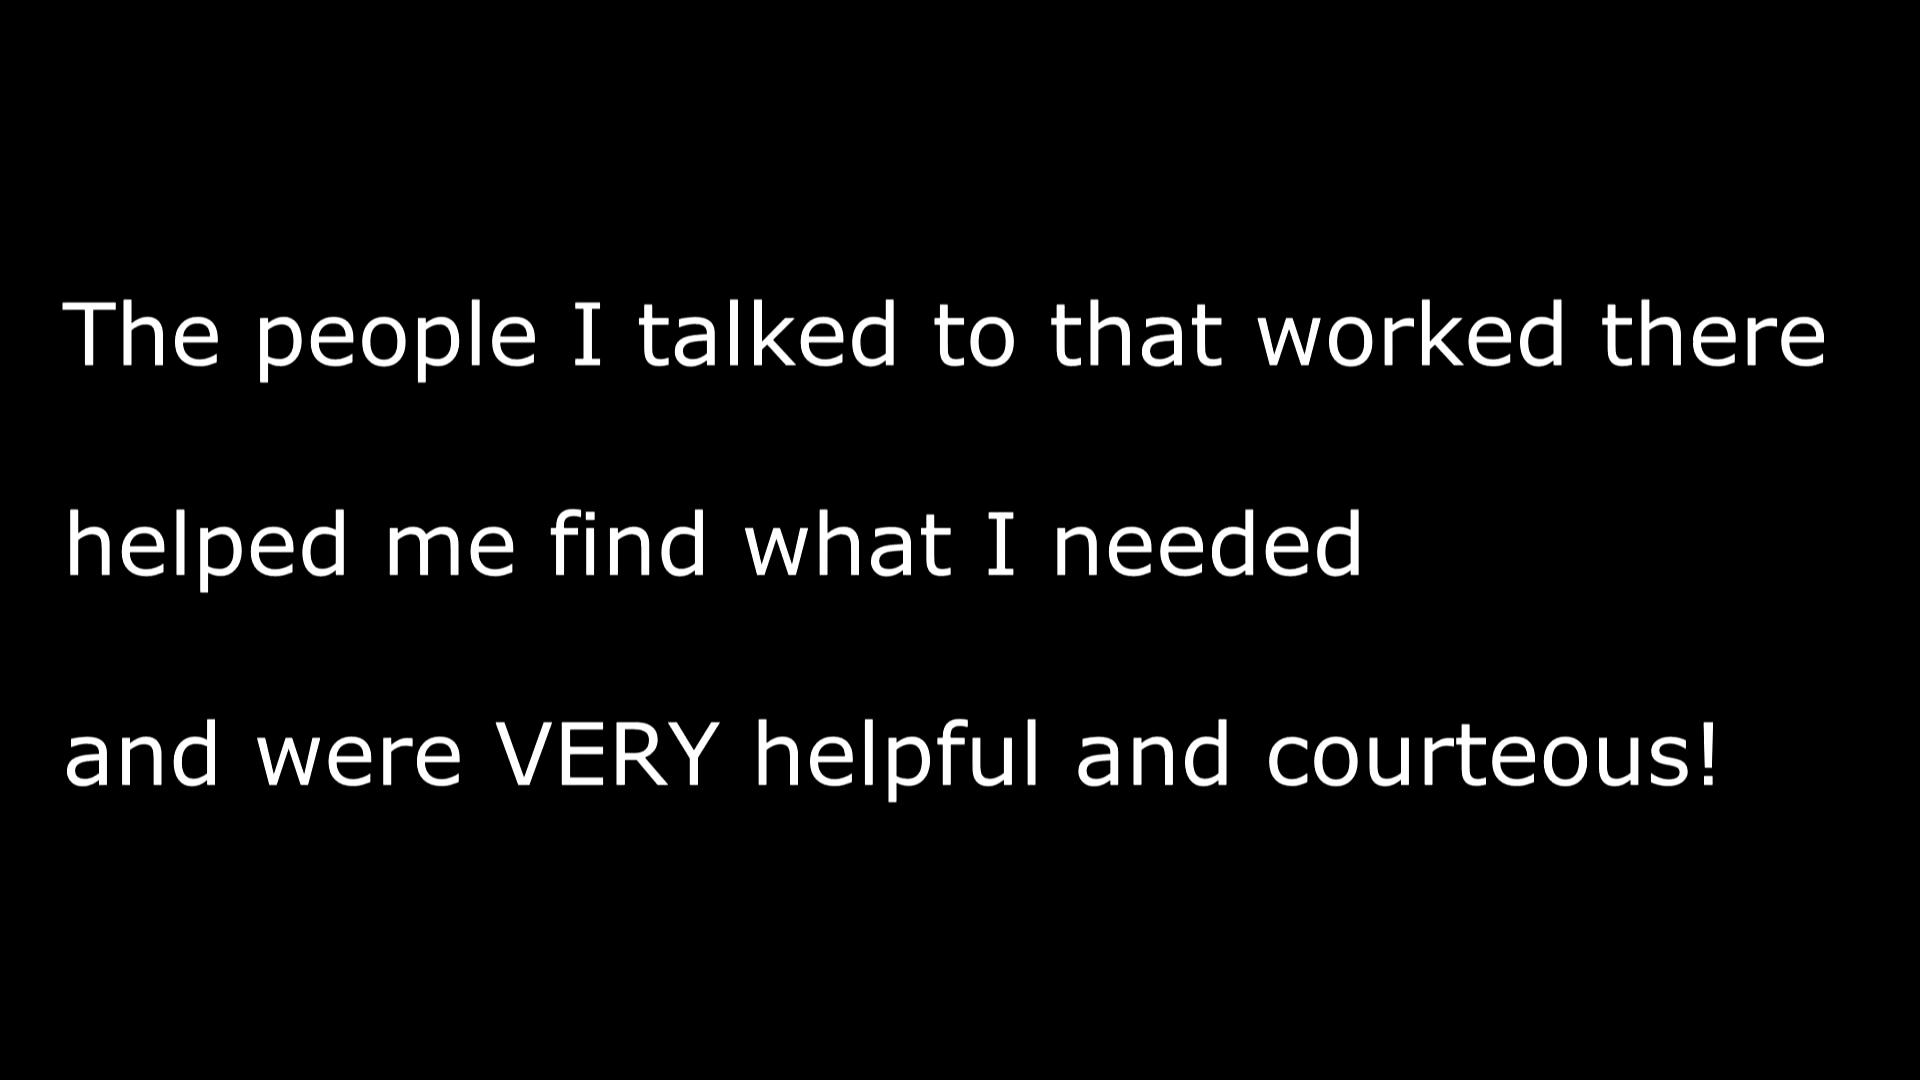 The people I talked to that worked there
helped me find what I needed
and were VERY helpful and courteous!